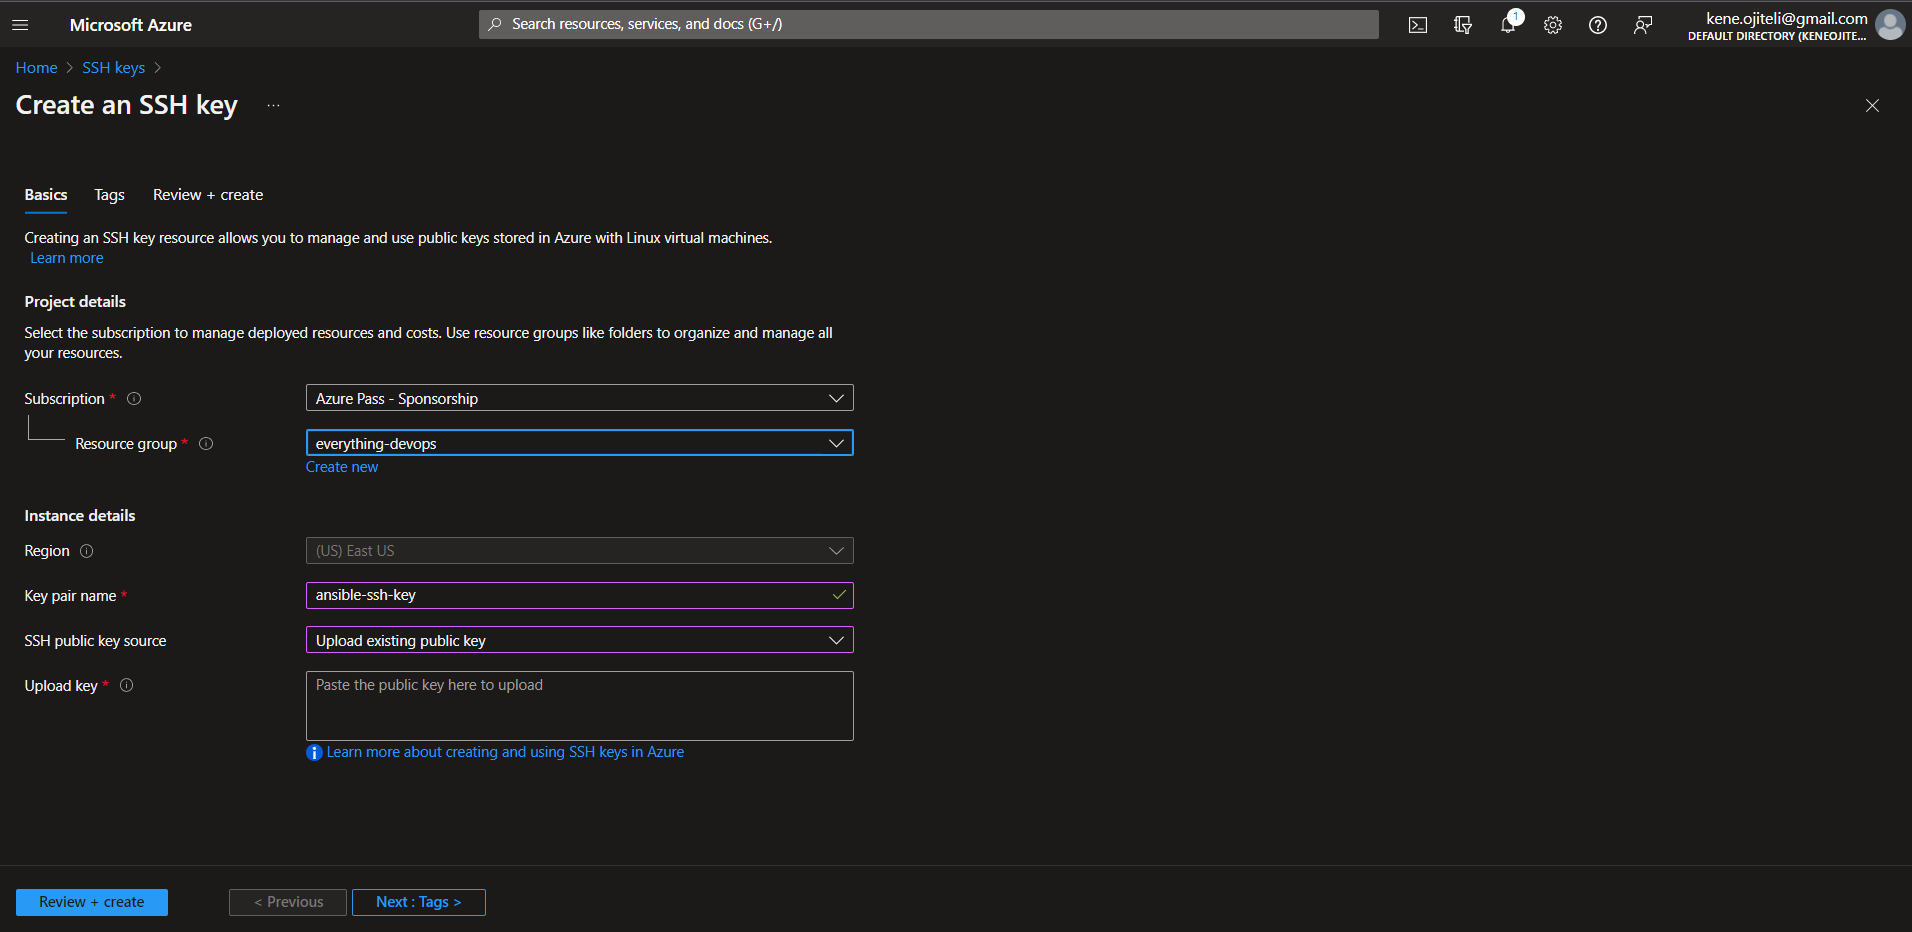 Microsoft Azure
Search resources, services, and docs (G+/)
1
kene.ojiteli@gmail.com
DEFAULT DIRECTORY (KENEOJITE...
Home > SSH keys >
Create an SSH key ...
Basics Tags Review + create
Creating an SSH key resource allows you to manage and use public keys stored in Azure with Linux virtual machines.
Learn more
Project details
Select the subscription to manage deployed resources and costs. Use resource groups like folders to organize and manage all
your resources.
Subscription * Azure Pass - Sponsorship
Resource group * everything-devops
Create new
Instance details
Region (US) East US
Key pair name * ansible-ssh-key
SSH public key source Upload existing public key
Upload key * Paste the public key here to upload
Learn more about creating and using SSH keys in Azure
Review + create < Previous Next : Tags >